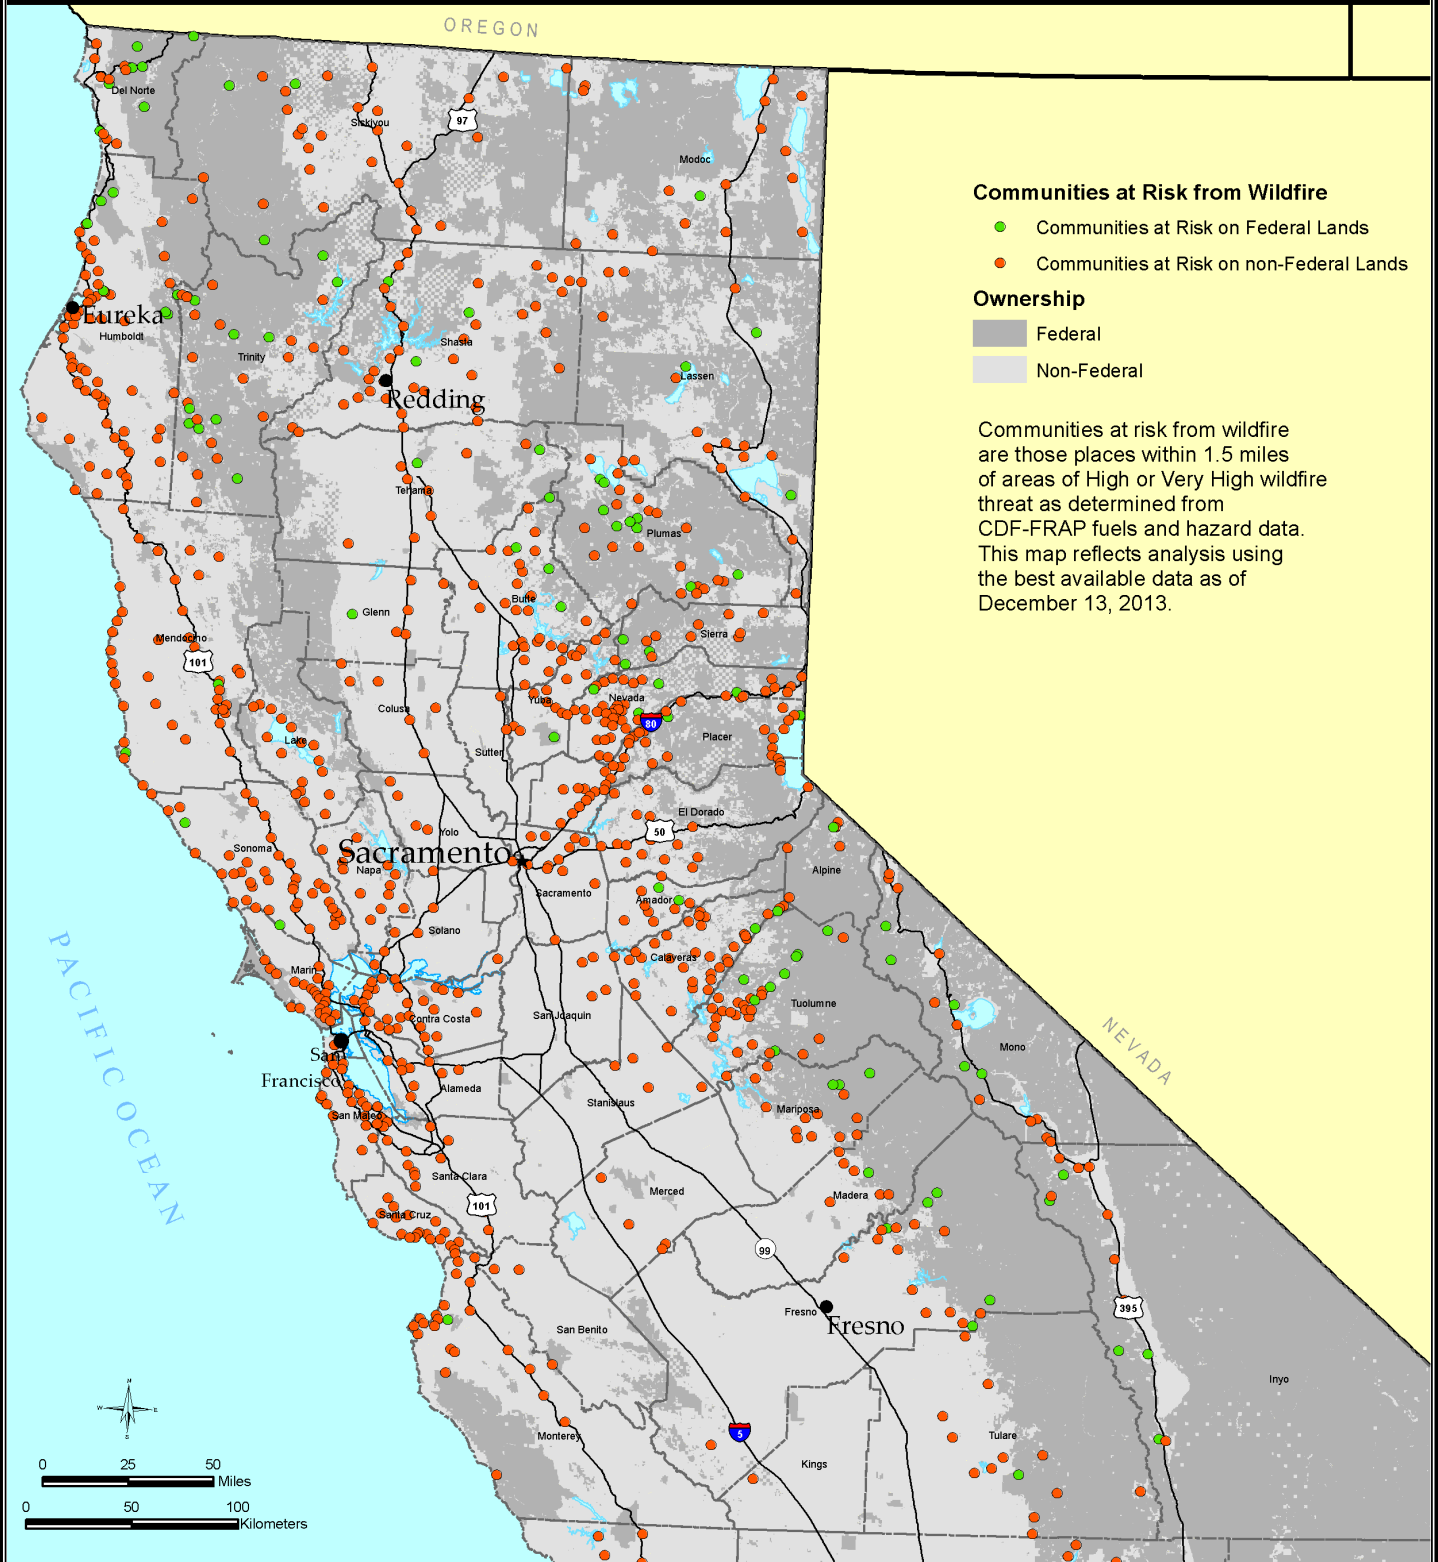 OREGON
Del Norte
Siskiyou
97
Modoc
Communities at Risk from Wildfire
Communities at Risk on Federal Lands
Communities at Risk on non-Federal Lands
Ownership
Federal
Non-Federal
Communities at risk from wildfire
are those places within 1.5 miles
of areas of High or Very High wildfire
threat as determined from
CDF-FRAP fuels and hazard data.
This map reflects analysis using
the best available data as of
December 13, 2013.
Eureka
Humboldt
Trinity
Shasta
Lassen
Redding
Tehama
Plumas
Glenn
Butte
Mendocino
Sierra
101
Colusa
Yuba
Nevada
80
Lake
Sutter
Placer
El Dorado
Yolo
50
Sonoma
Sacramento
Napa
Alpine
Sacramento
Amador
Solano
Calaveras
Marin
Tuolumne
Contra Costa
San Joaquin
Mono
NEVADA
San
Francisco
Alameda
Stanislaus
San Mateo
Mariposa
PACIFIC OCEAN
Santa Clara
Merced
Madera
101
Santa Cruz
99
395
Fresno
Fresno
San Benito
Inyo
Monterey
5
Tulare
Kings
N
W
E
S
0 25 50
Miles
0 50 100
Kilometers